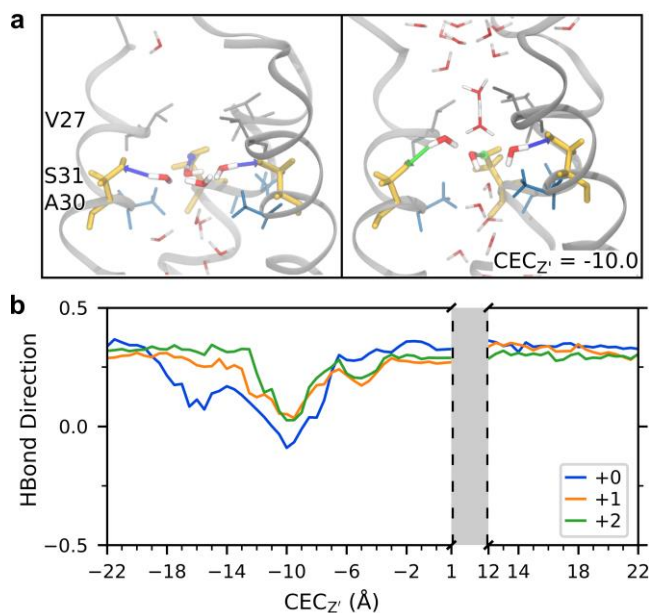 a
V27
S31
A30
CEC_Z' = -10.0
b
HBond Direction
0.5
0.0
−0.5
+0
+1
+2
−22 −18 −14 −10 −6 −2 1 12 14 18 22
CEC_Z' (Å)